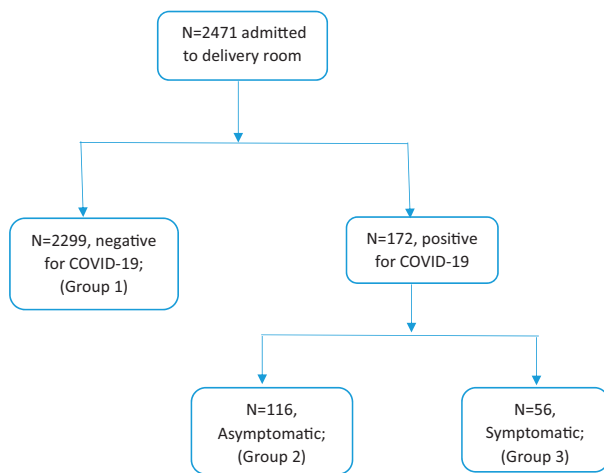 N=2471 admitted
to delivery room
N=2299, negative
for COVID-19;
(Group 1)
N=172, positive
for COVID-19
N=116,
Asymptomatic;
(Group 2)
N=56,
Symptomatic;
(Group 3)